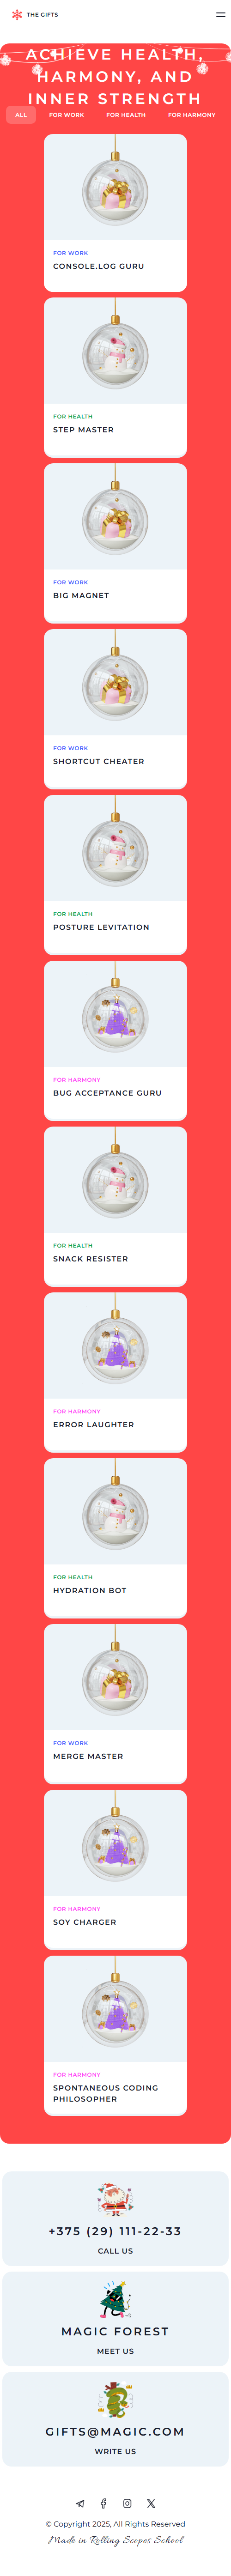 THE GIFTS
ACHIEVE HEALTH,
HARMONY, AND
INNER STRENGTH
ALL FOR WORK FOR HEALTH FOR HARMONY
FOR WORK
CONSOLE.LOG GURU
FOR HEALTH
STEP MASTER
FOR WORK
BIG MAGNET
FOR WORK
SHORTCUT CHEATER
FOR HEALTH
POSTURE LEVITATION
FOR HARMONY
BUG ACCEPTANCE GURU
FOR HEALTH
SNACK RESISTER
FOR HARMONY
ERROR LAUGHTER
FOR HEALTH
HYDRATION BOT
FOR WORK
MERGE MASTER
FOR HARMONY
SOY CHARGER
FOR HARMONY
SPONTANEOUS CODING
PHILOSOPHER
+375 (29) 111-22-33
CALL US
MAGIC FOREST
MEET US
GIFTS@MAGIC.COM
WRITE US
© Copyright 2025, All Rights Reserved
Made in Rolling Scopes School